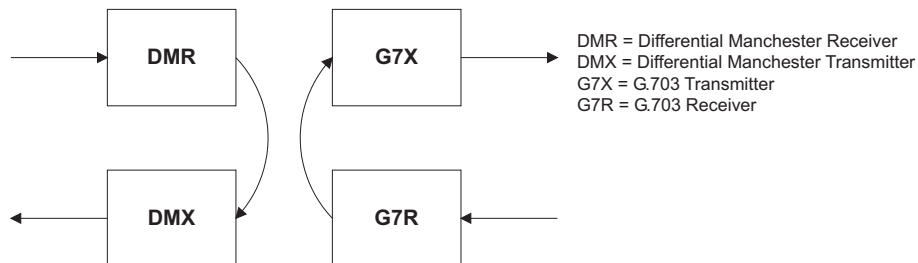 DMR
G7X
DMR = Differential Manchester Receiver
DMX = Differential Manchester Transmitter
G7X = G.703 Transmitter
G7R = G.703 Receiver
DMX
G7R